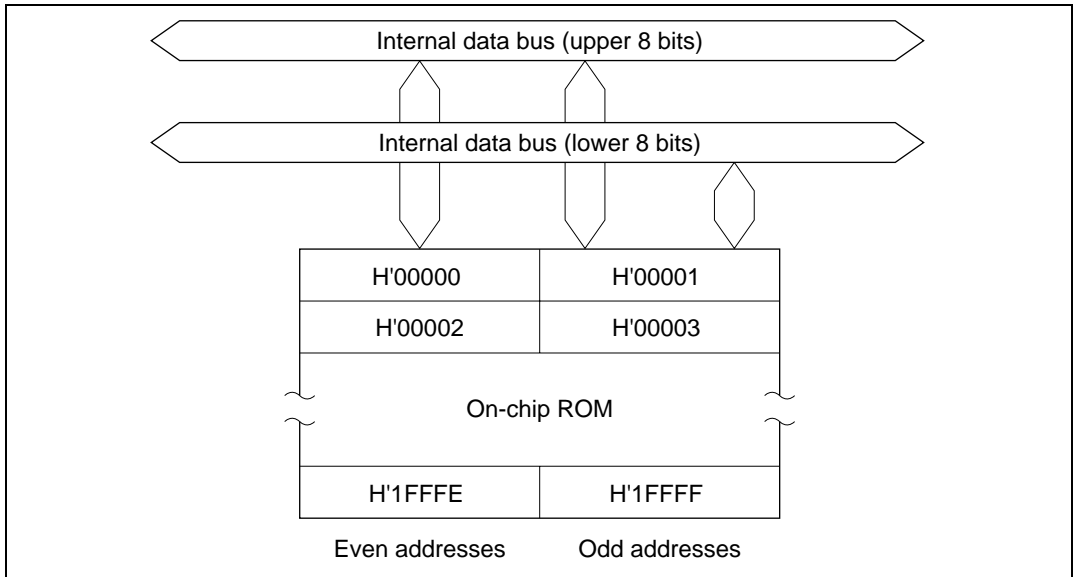 Internal data bus (upper 8 bits)
Internal data bus (lower 8 bits)
H'00000 H'00001
H'00002 H'00003
On-chip ROM
H'1FFFE H'1FFFF
Even addresses Odd addresses